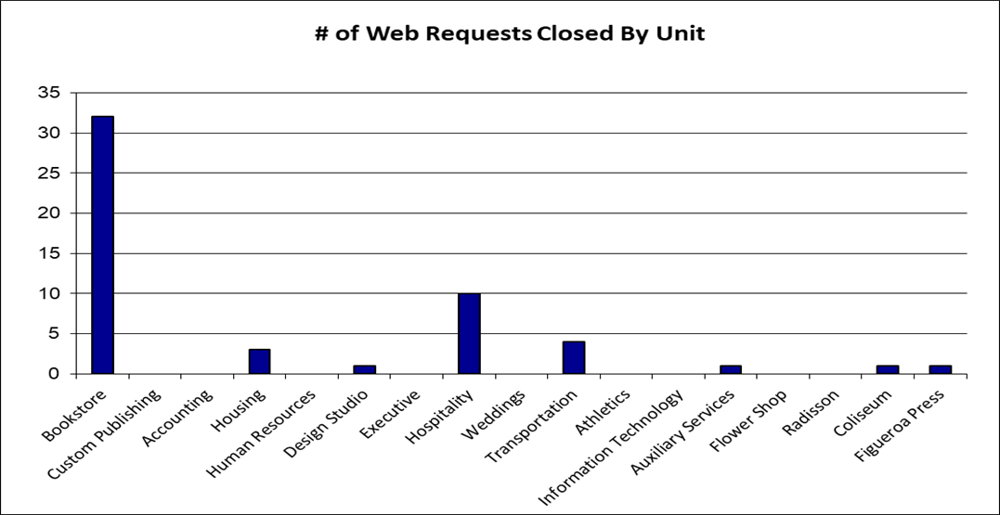 # of Web Requests Closed By Unit
35
30
25
20
15
10
5
0
Bookstore
Custom Publishing
Accounting
Housing
Human Resources
Design Studio
Executive
Hospitality
Weddings
Transportation
Athletics
Information Technology
Auxiliary Services
Flower Shop
Radisson
Coliseum
Figueroa Press